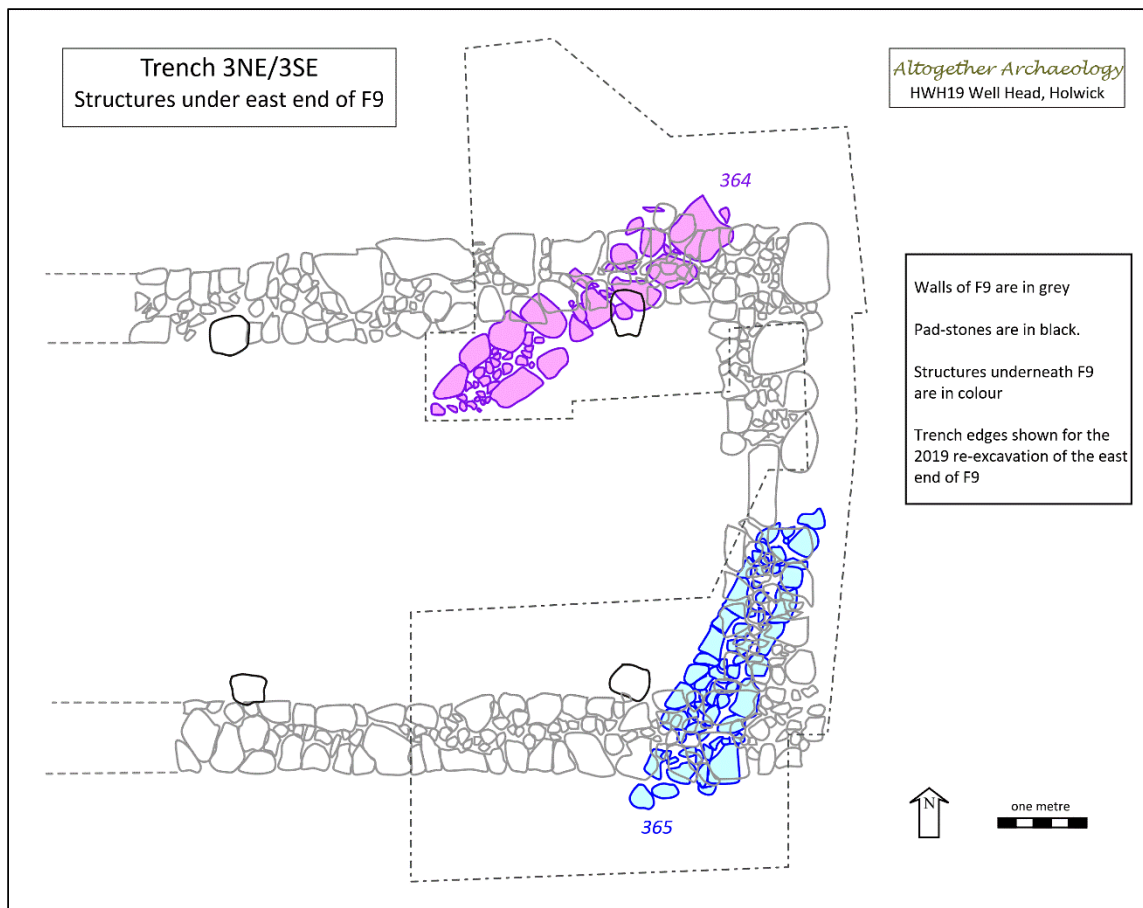 Trench 3NE/3SE
Structures under east end of F9
Altogether Archaeology
HWH19 Well Head, Holwick
364
Walls of F9 are in grey
Pad-stones are in black.
Structures underneath F9
are in colour
Trench edges shown for the
2019 re-excavation of the east
end of F9
365
N
one metre